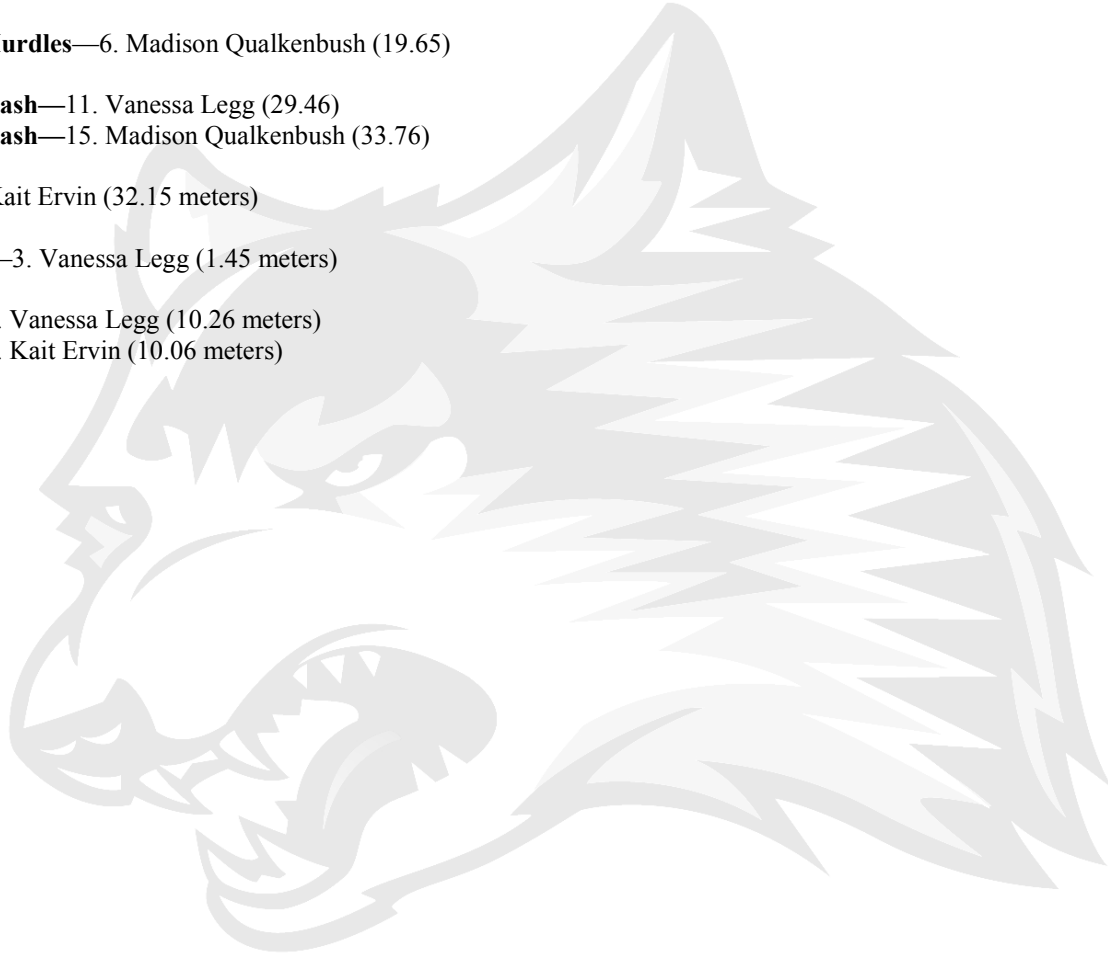 urdles—6. Madison Qualkenbush (19.65)
ash—11. Vanessa Legg (29.46)
ash—15. Madison Qualkenbush (33.76)
Kait Ervin (32.15 meters)
–3. Vanessa Legg (1.45 meters)
. Vanessa Legg (10.26 meters)
. Kait Ervin (10.06 meters)